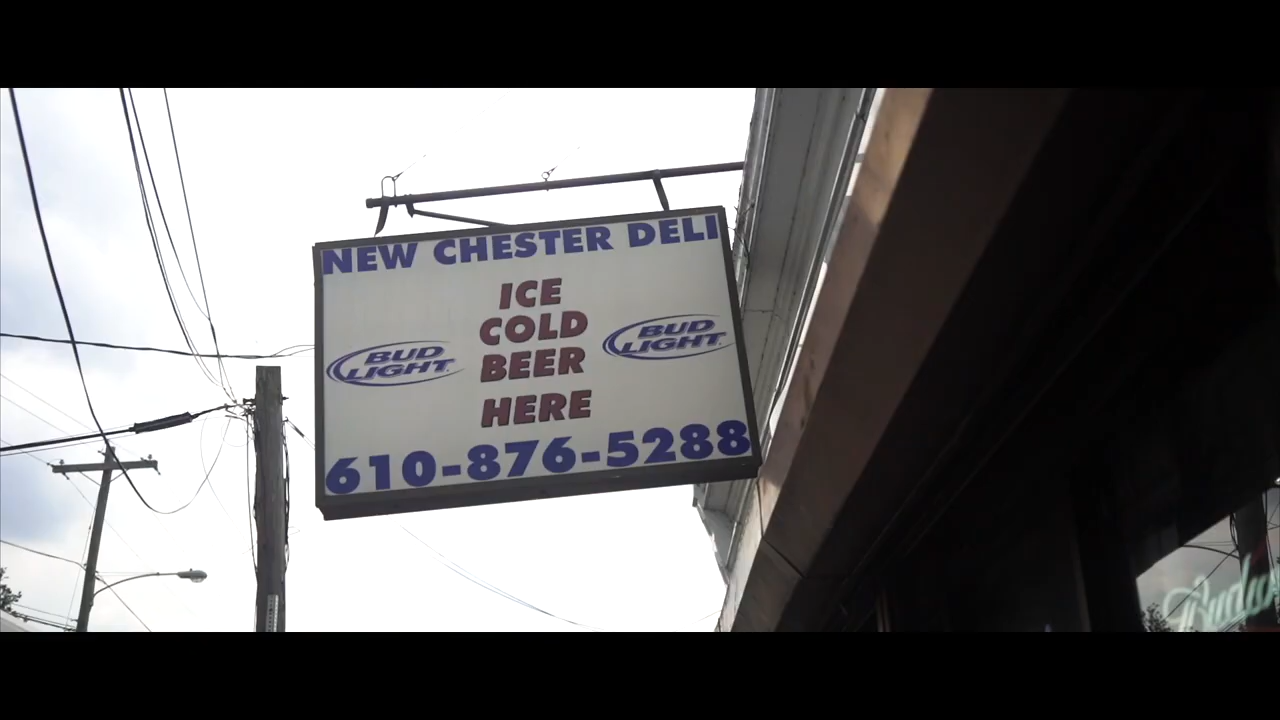 NEW CHESTER DELI
ICE
COLD
BEER
HERE
BUD
LIGHT
BUD
LIGHT
610-876-5288